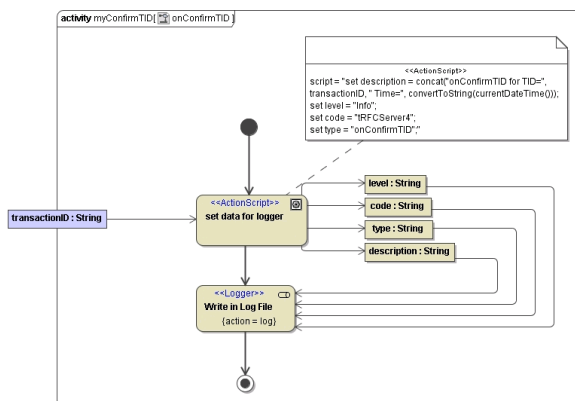 activity myConfirmTID[ onConfirmTID ]
<<ActionScript>>
script = "set description = concat("onConfirmTID for TID=",
transactionID, " Time=", convertToString(currentDateTime()));
set level = "Info";
set code = "tRFCServer4";
set type = "onConfirmTID";"
transactionID : String
<<ActionScript>>
set data for logger
level : String
code : String
type : String
description : String
<<Logger>>
Write in Log File
{action = log}